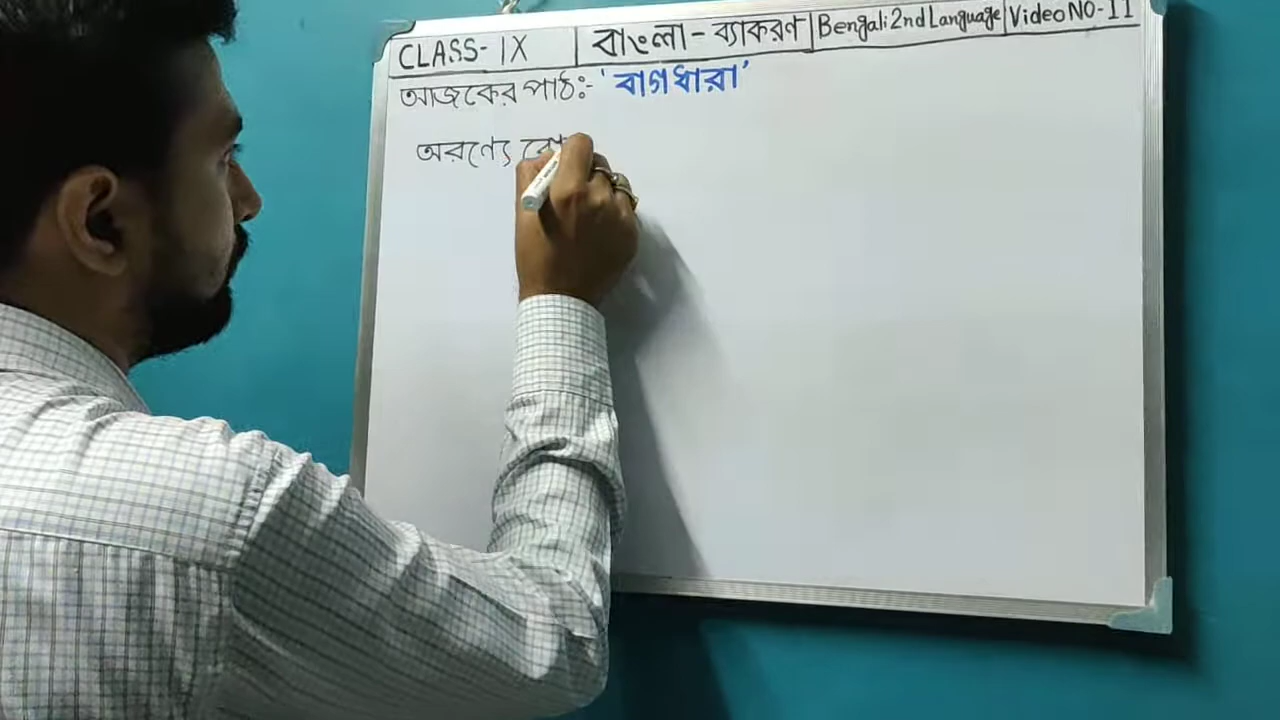 CLASS-IX বাংলা-ব্যাকরণ Bengali 2nd Language Video NO-11
আজকের পাঠঃ- 'বাগধারা'
অরণ্যে